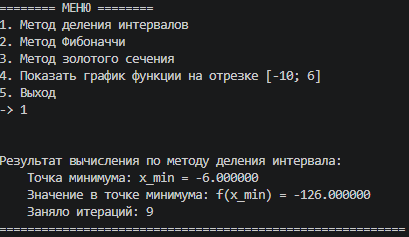 ======== МЕНЮ ========
1. Метод деления интервалов
2. Метод Фибоначчи
3. Метод золотого сечения
4. Показать график функции на отрезке [-10; 6]
5. Выход
-> 1
Результат вычисления по методу деления интервала:
Точка минимума: x_min = -6.000000
Значение в точке минимума: f(x_min) = -126.000000
Заняло итераций: 9
==========================================================